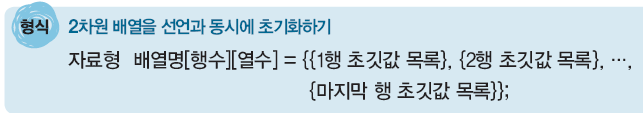 형식 2차원 배열을 선언과 동시에 초기화하기
자료형 배열명[행수][열수] = {{1행 초깃값 목록}, {2행 초깃값 목록}, …,
{마지막 행 초깃값 목록}};